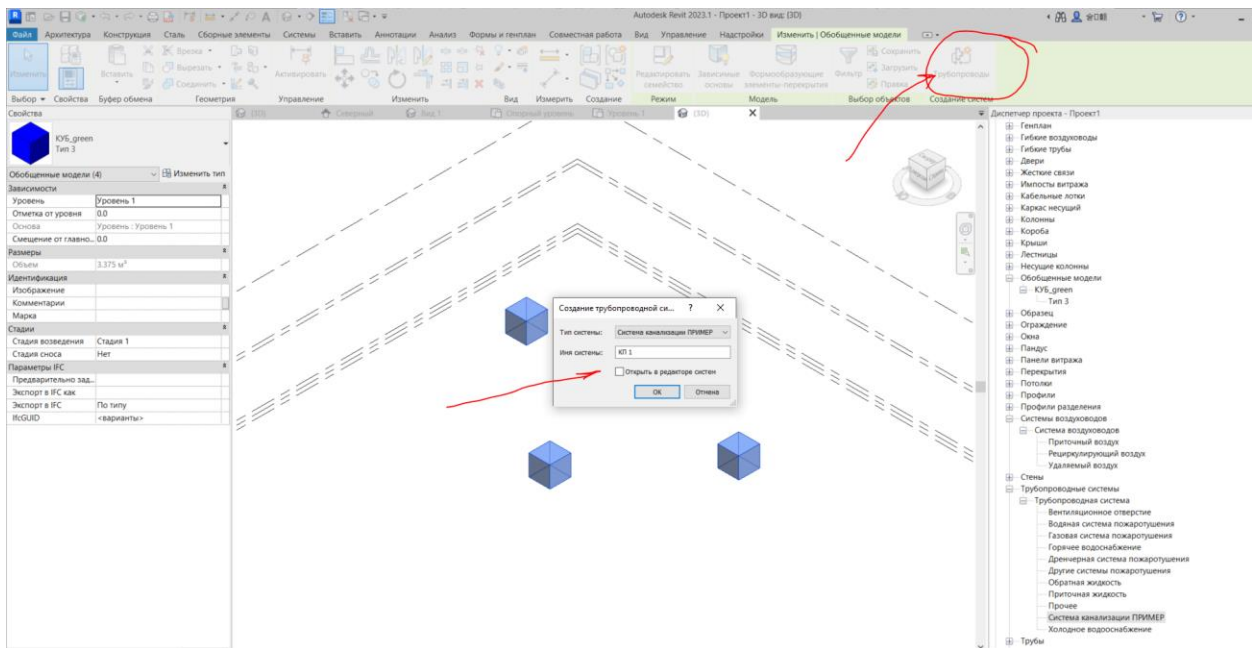 Autodesk Revit 2023.1 - Проект1 - 3D вид: {3D}
Файл Архитектура Конструкция Сталь Сборные элементы Системы Вставить Аннотации Анализ Формы и генплан Совместная работа Вид Управление Надстройки Изменить | Обобщенные модели
Изменить
Вставить
Врезка
Вырезать
Соединить
Активировать
Редактировать семейство
Зависимые основы
Формообразующие элементы-перекрытия
Фильтр
Сохранить
Загрузить
Правка
Трубопроводы
Выбор Свойства Буфер обмена Геометрия Управление Изменить Вид Измерить Создание Режим Модель Выбор объектов Создание систем
Свойства
{3D} Северный Вид 1 Опорный уровень Уровень 1 {3D}
Диспетчер проекта - Проект1
КУБ_green
Тип 3
Обобщенные модели (4) Изменить тип
Зависимости
Уровень Уровень 1
Отметка от уровня 0.0
Основа Уровень : Уровень 1
Смещение от главно... 0.0
Размеры
Объем 3.375 м³
Идентификация
Изображение
Комментарии
Марка
Стадии
Стадия возведения Стадия 1
Стадия сноса Нет
Параметры IFC
Предварительно зад...
Экспорт в IFC как
Экспорт в IFC По типу
IfcGUID <варианты>
Создание трубопроводной си... ?
Тип системы: Система канализации ПРИМЕР
Имя системы: КП 1
Открыть в редакторе систем
ОК Отмена
Генплан
Гибкие воздуховоды
Гибкие трубы
Двери
Жесткие связи
Импосты витража
Кабельные лотки
Каркас несущий
Колонны
Короба
Крыши
Лестницы
Несущие колонны
Обобщенные модели
КУБ_green
Тип 3
Образец
Ограждение
Окна
Пандус
Панели витража
Перекрытия
Потолки
Профили
Профили разделения
Системы воздуховодов
Система воздуховодов
Приточный воздух
Рециркулирующий воздух
Удаляемый воздух
Стены
Трубопроводные системы
Трубопроводная система
Вентиляционное отверстие
Водяная система пожаротушения
Газовая система пожаротушения
Горячее водоснабжение
Дренчерная система пожаротушения
Другие системы пожаротушения
Обратная жидкость
Приточная жидкость
Прочее
Система канализации ПРИМЕР
Холодное водоснабжение
Трубы